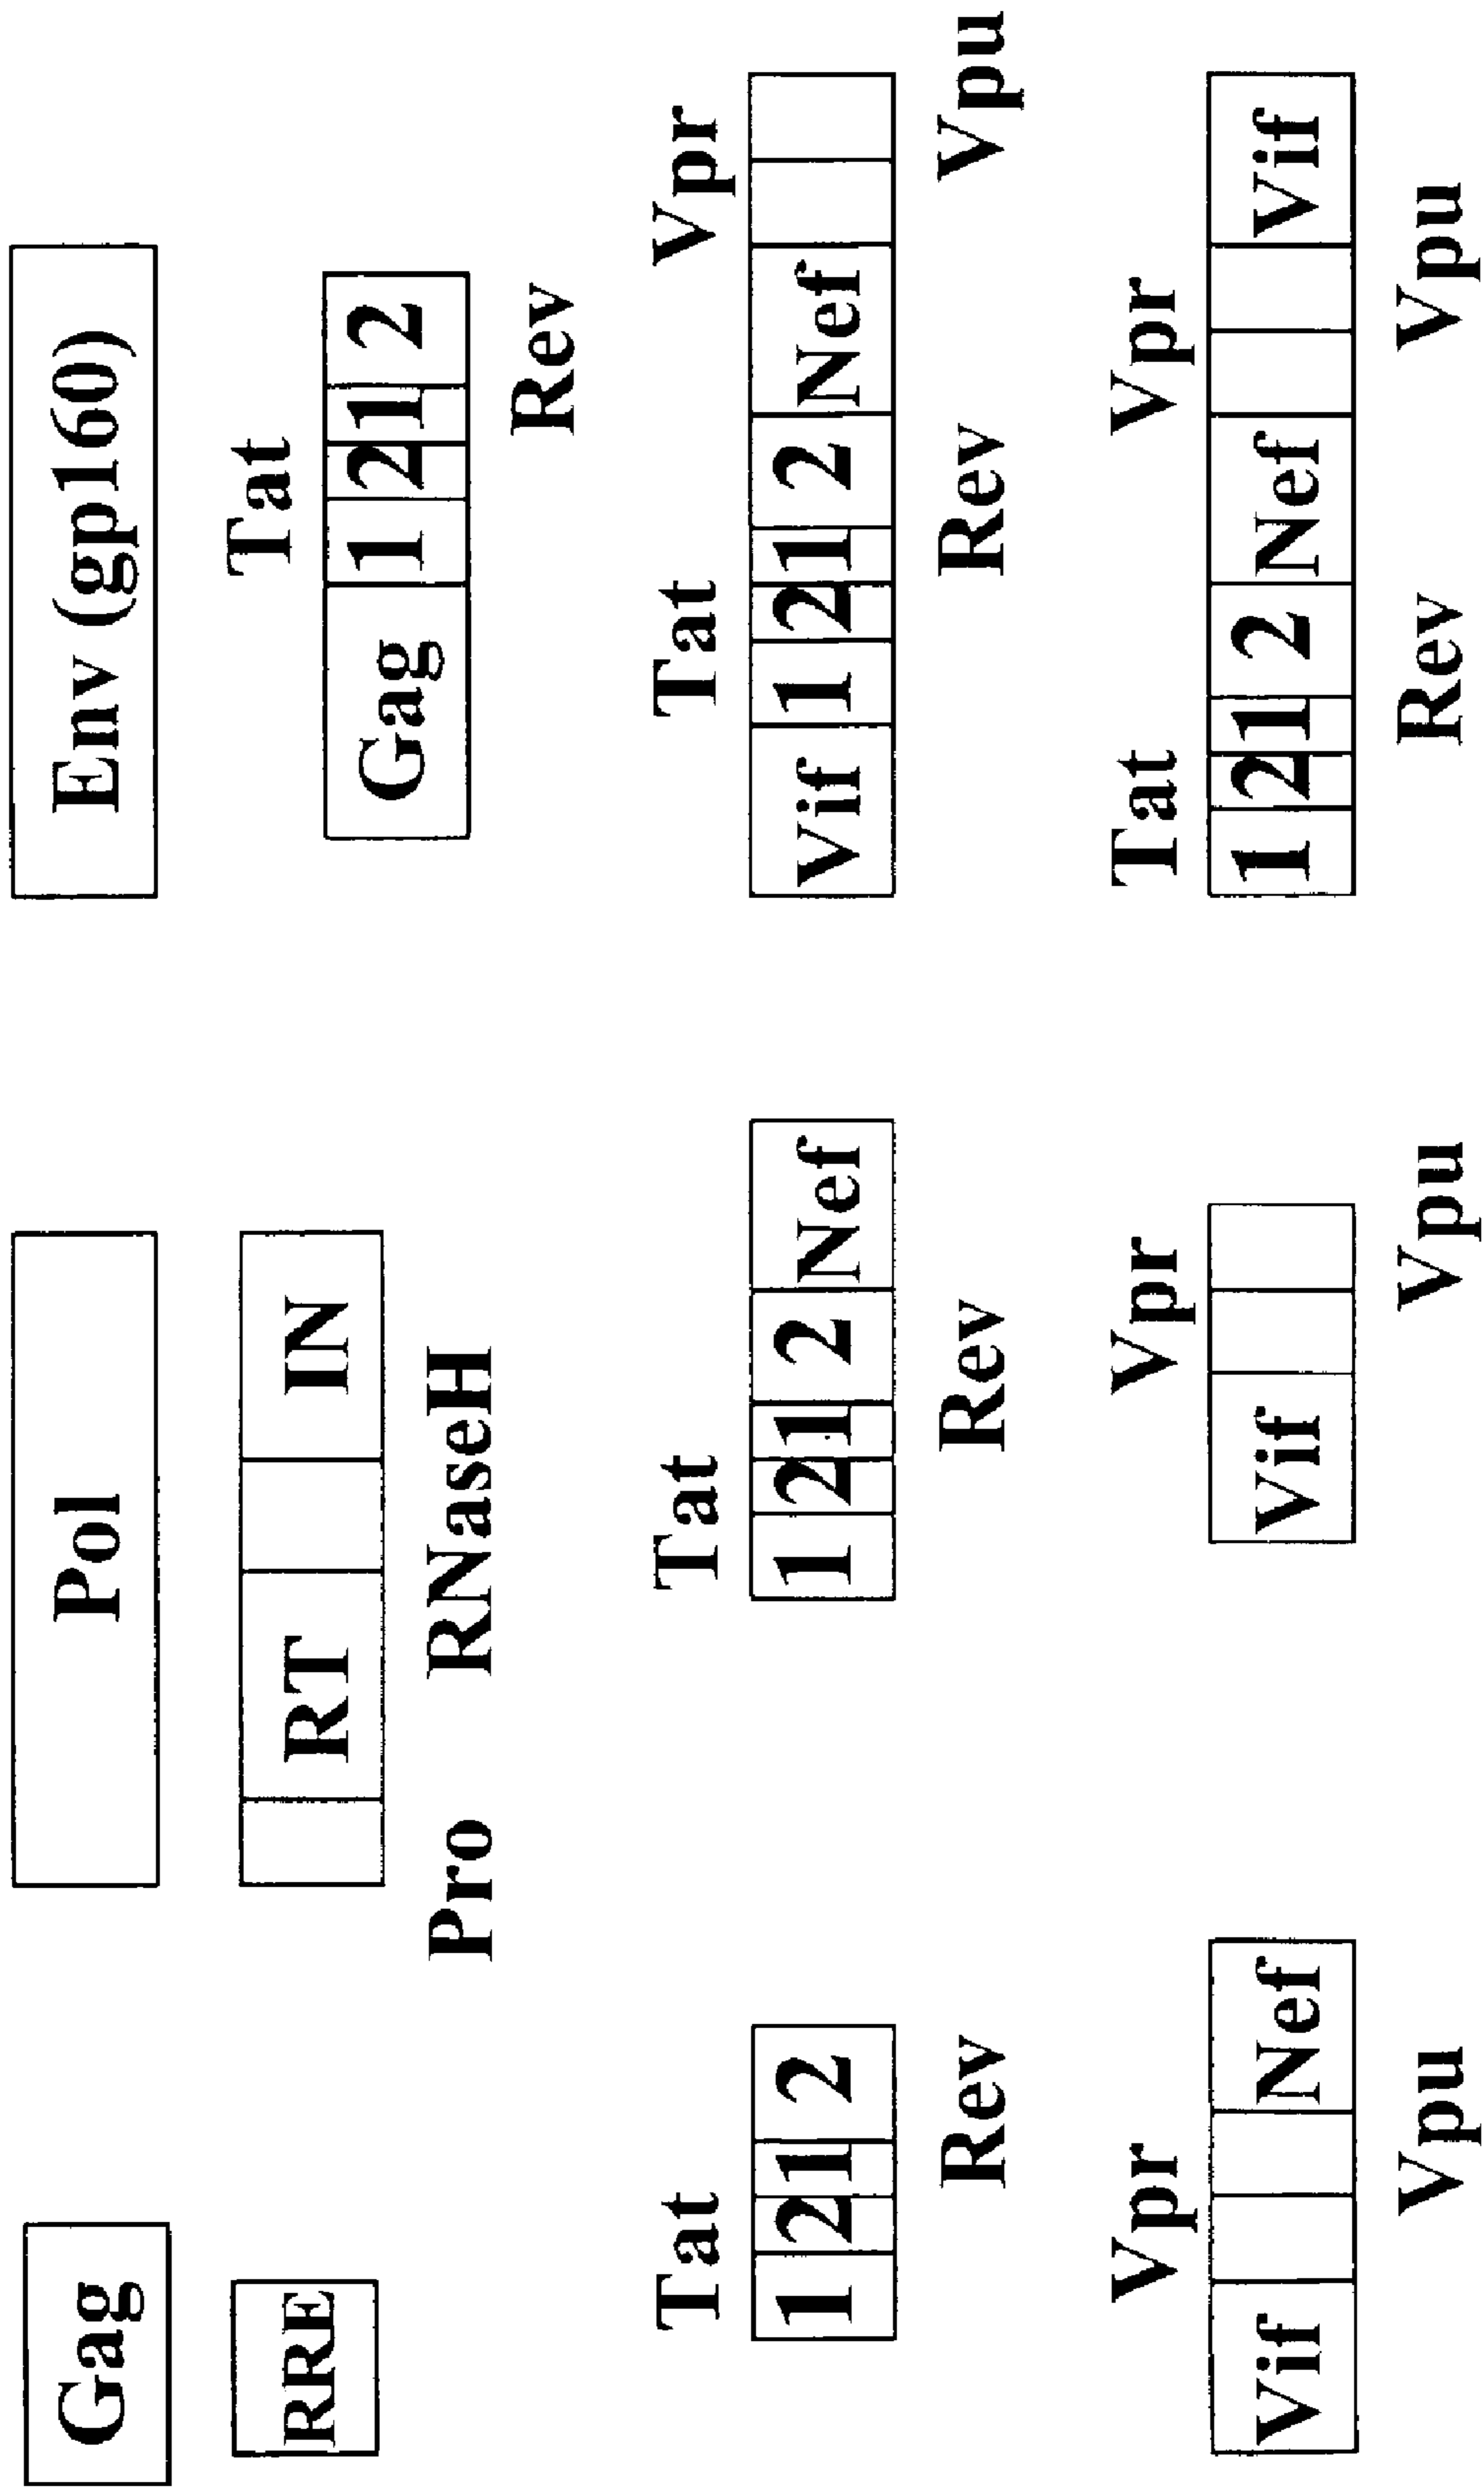 Gag Pol Env (gp160)
RRE RT IN
Pro RNaseH
Tat
Gag 1 2 1 2
Rev
Tat Tat Tat Vpr
1 2 1 2 1 2 1 2 Nef Vif 1 2 1 2 Nef
Rev Rev Rev Vpu
Vpr Vpr Tat Vpr
Vif Nef Vif 1 2 1 2 Nef Vif
Vpu Vpu Rev Vpu